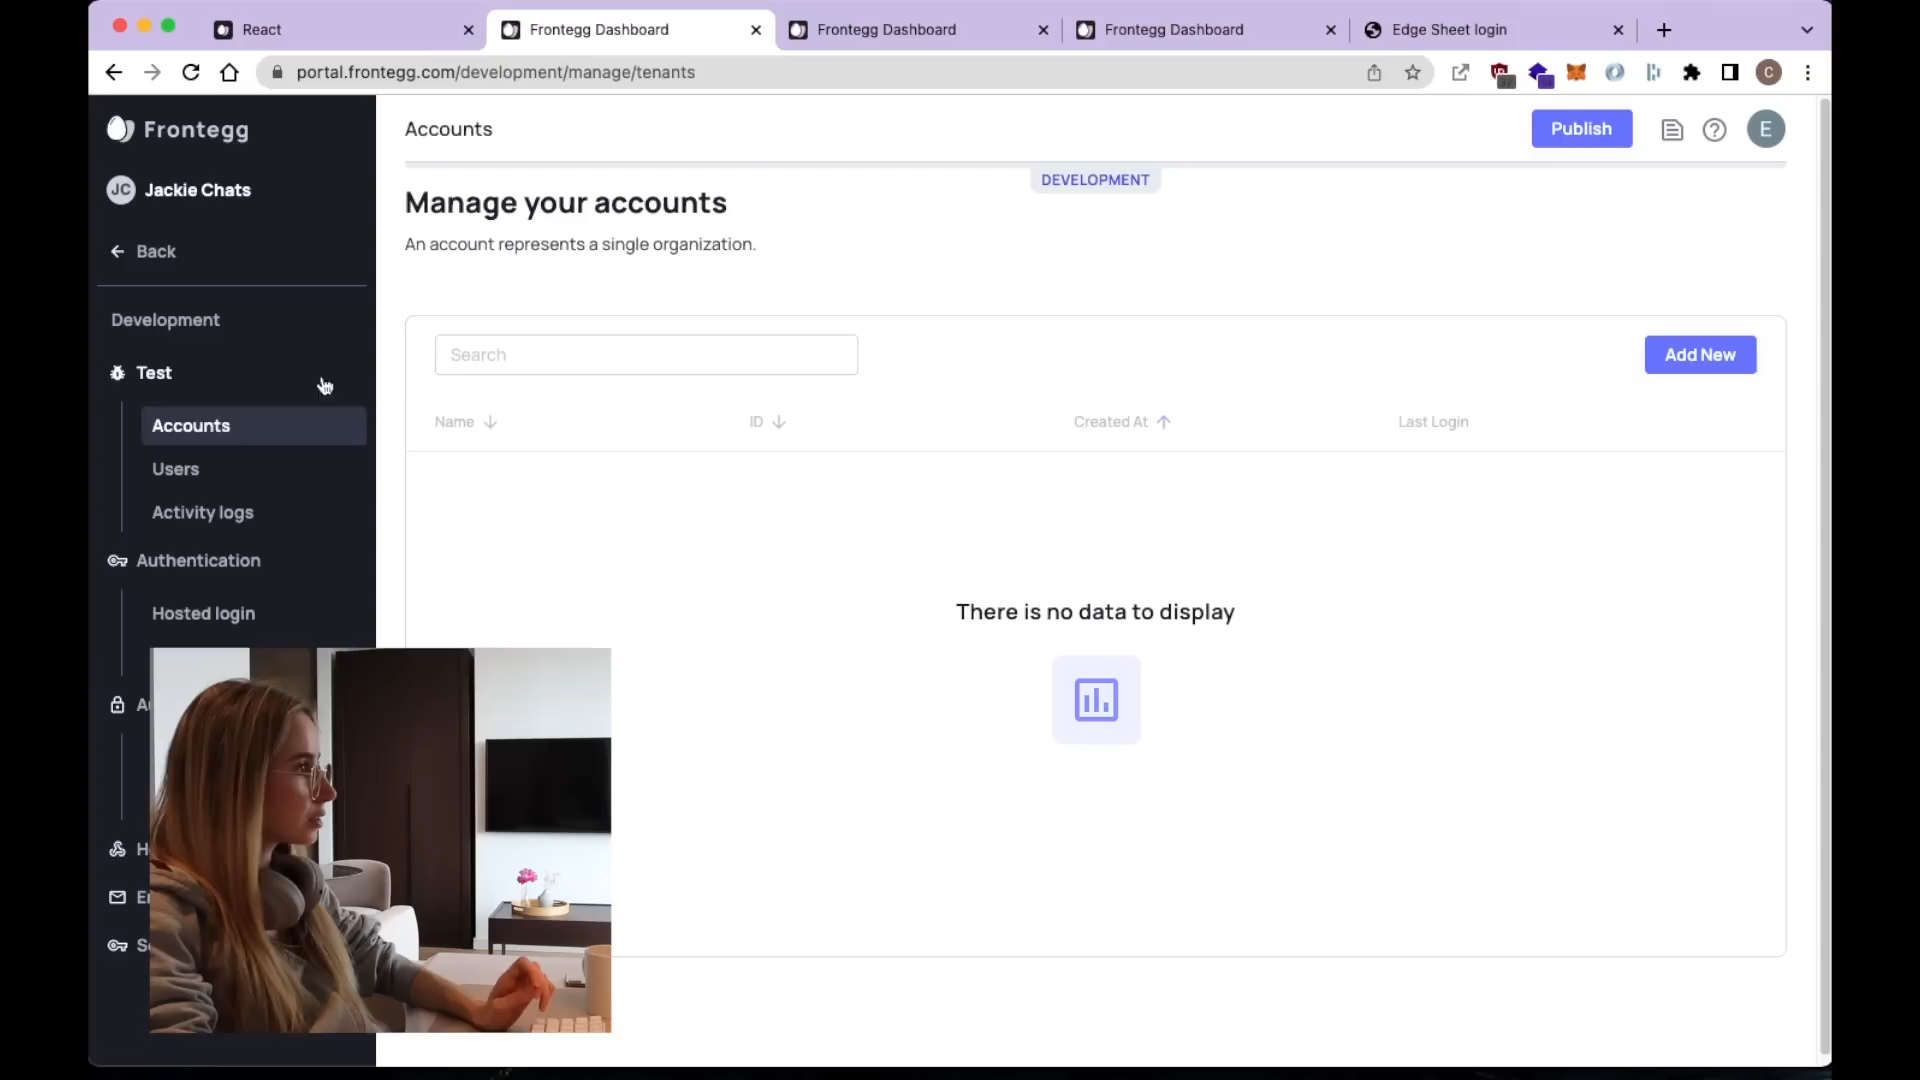 React
Frontegg Dashboard
Frontegg Dashboard
Frontegg Dashboard
Edge Sheet login
portal.frontegg.com/development/manage/tenants
C
Frontegg
JC Jackie Chats
Back
Development
Test
Accounts
Users
Activity logs
Authentication
Hosted login
Accounts
Publish
E
DEVELOPMENT
Manage your accounts
An account represents a single organization.
Search
Add New
Name
ID
Created At
Last Login
There is no data to display